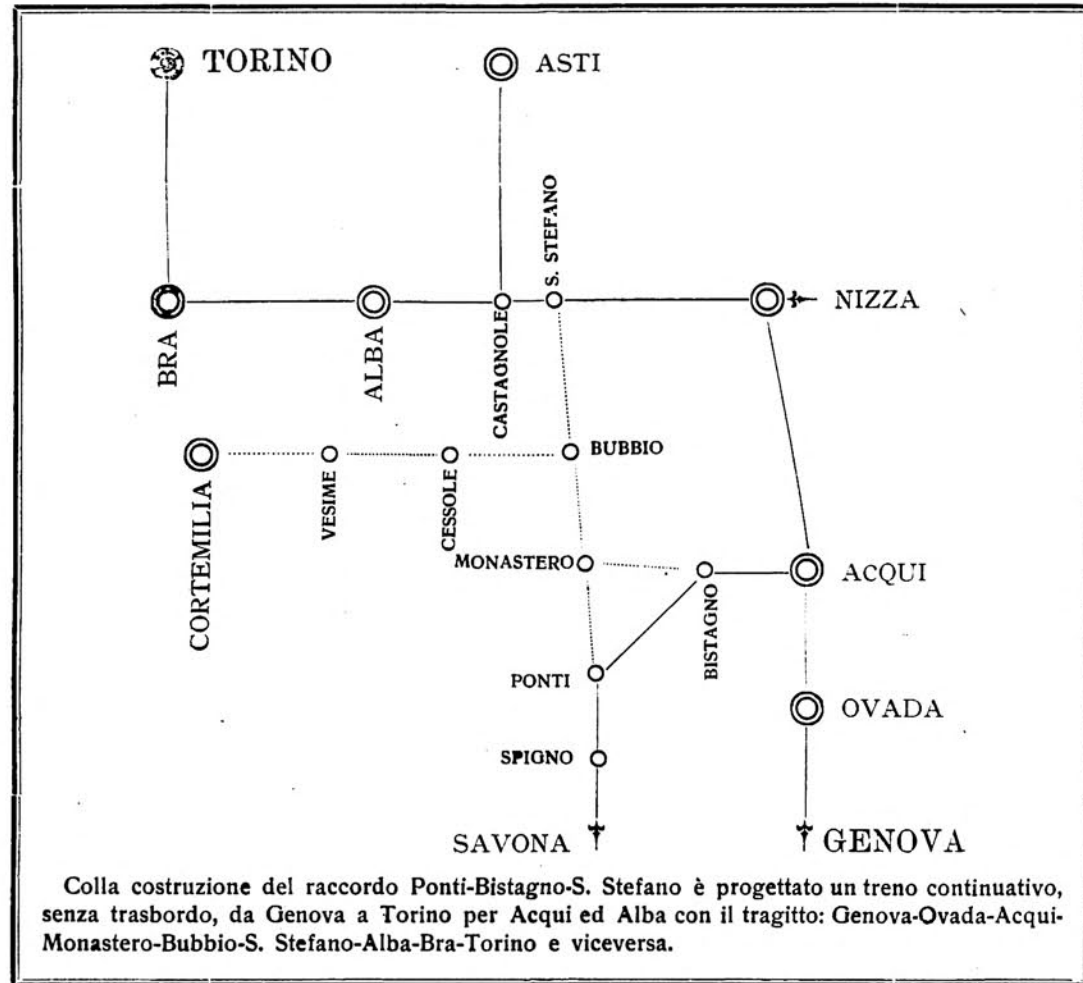 TORINO
ASTI
S. STEFANO
NIZZA
BRA
ALBA
CASTAGNOLE
BUBBIO
CORTEMILIA
VESIME
CESSOLE
MONASTERO
BISTAGNO
ACQUI
PONTI
OVADA
SPIGNO
SAVONA
GENOVA
Colla costruzione del raccordo Ponti-Bistagno-S. Stefano è progettato un treno continuativo,
senza trasbordo, da Genova a Torino per Acqui ed Alba con il tragitto: Genova-Ovada-Acqui-
Monastero-Bubbio-S. Stefano-Alba-Bra-Torino e viceversa.